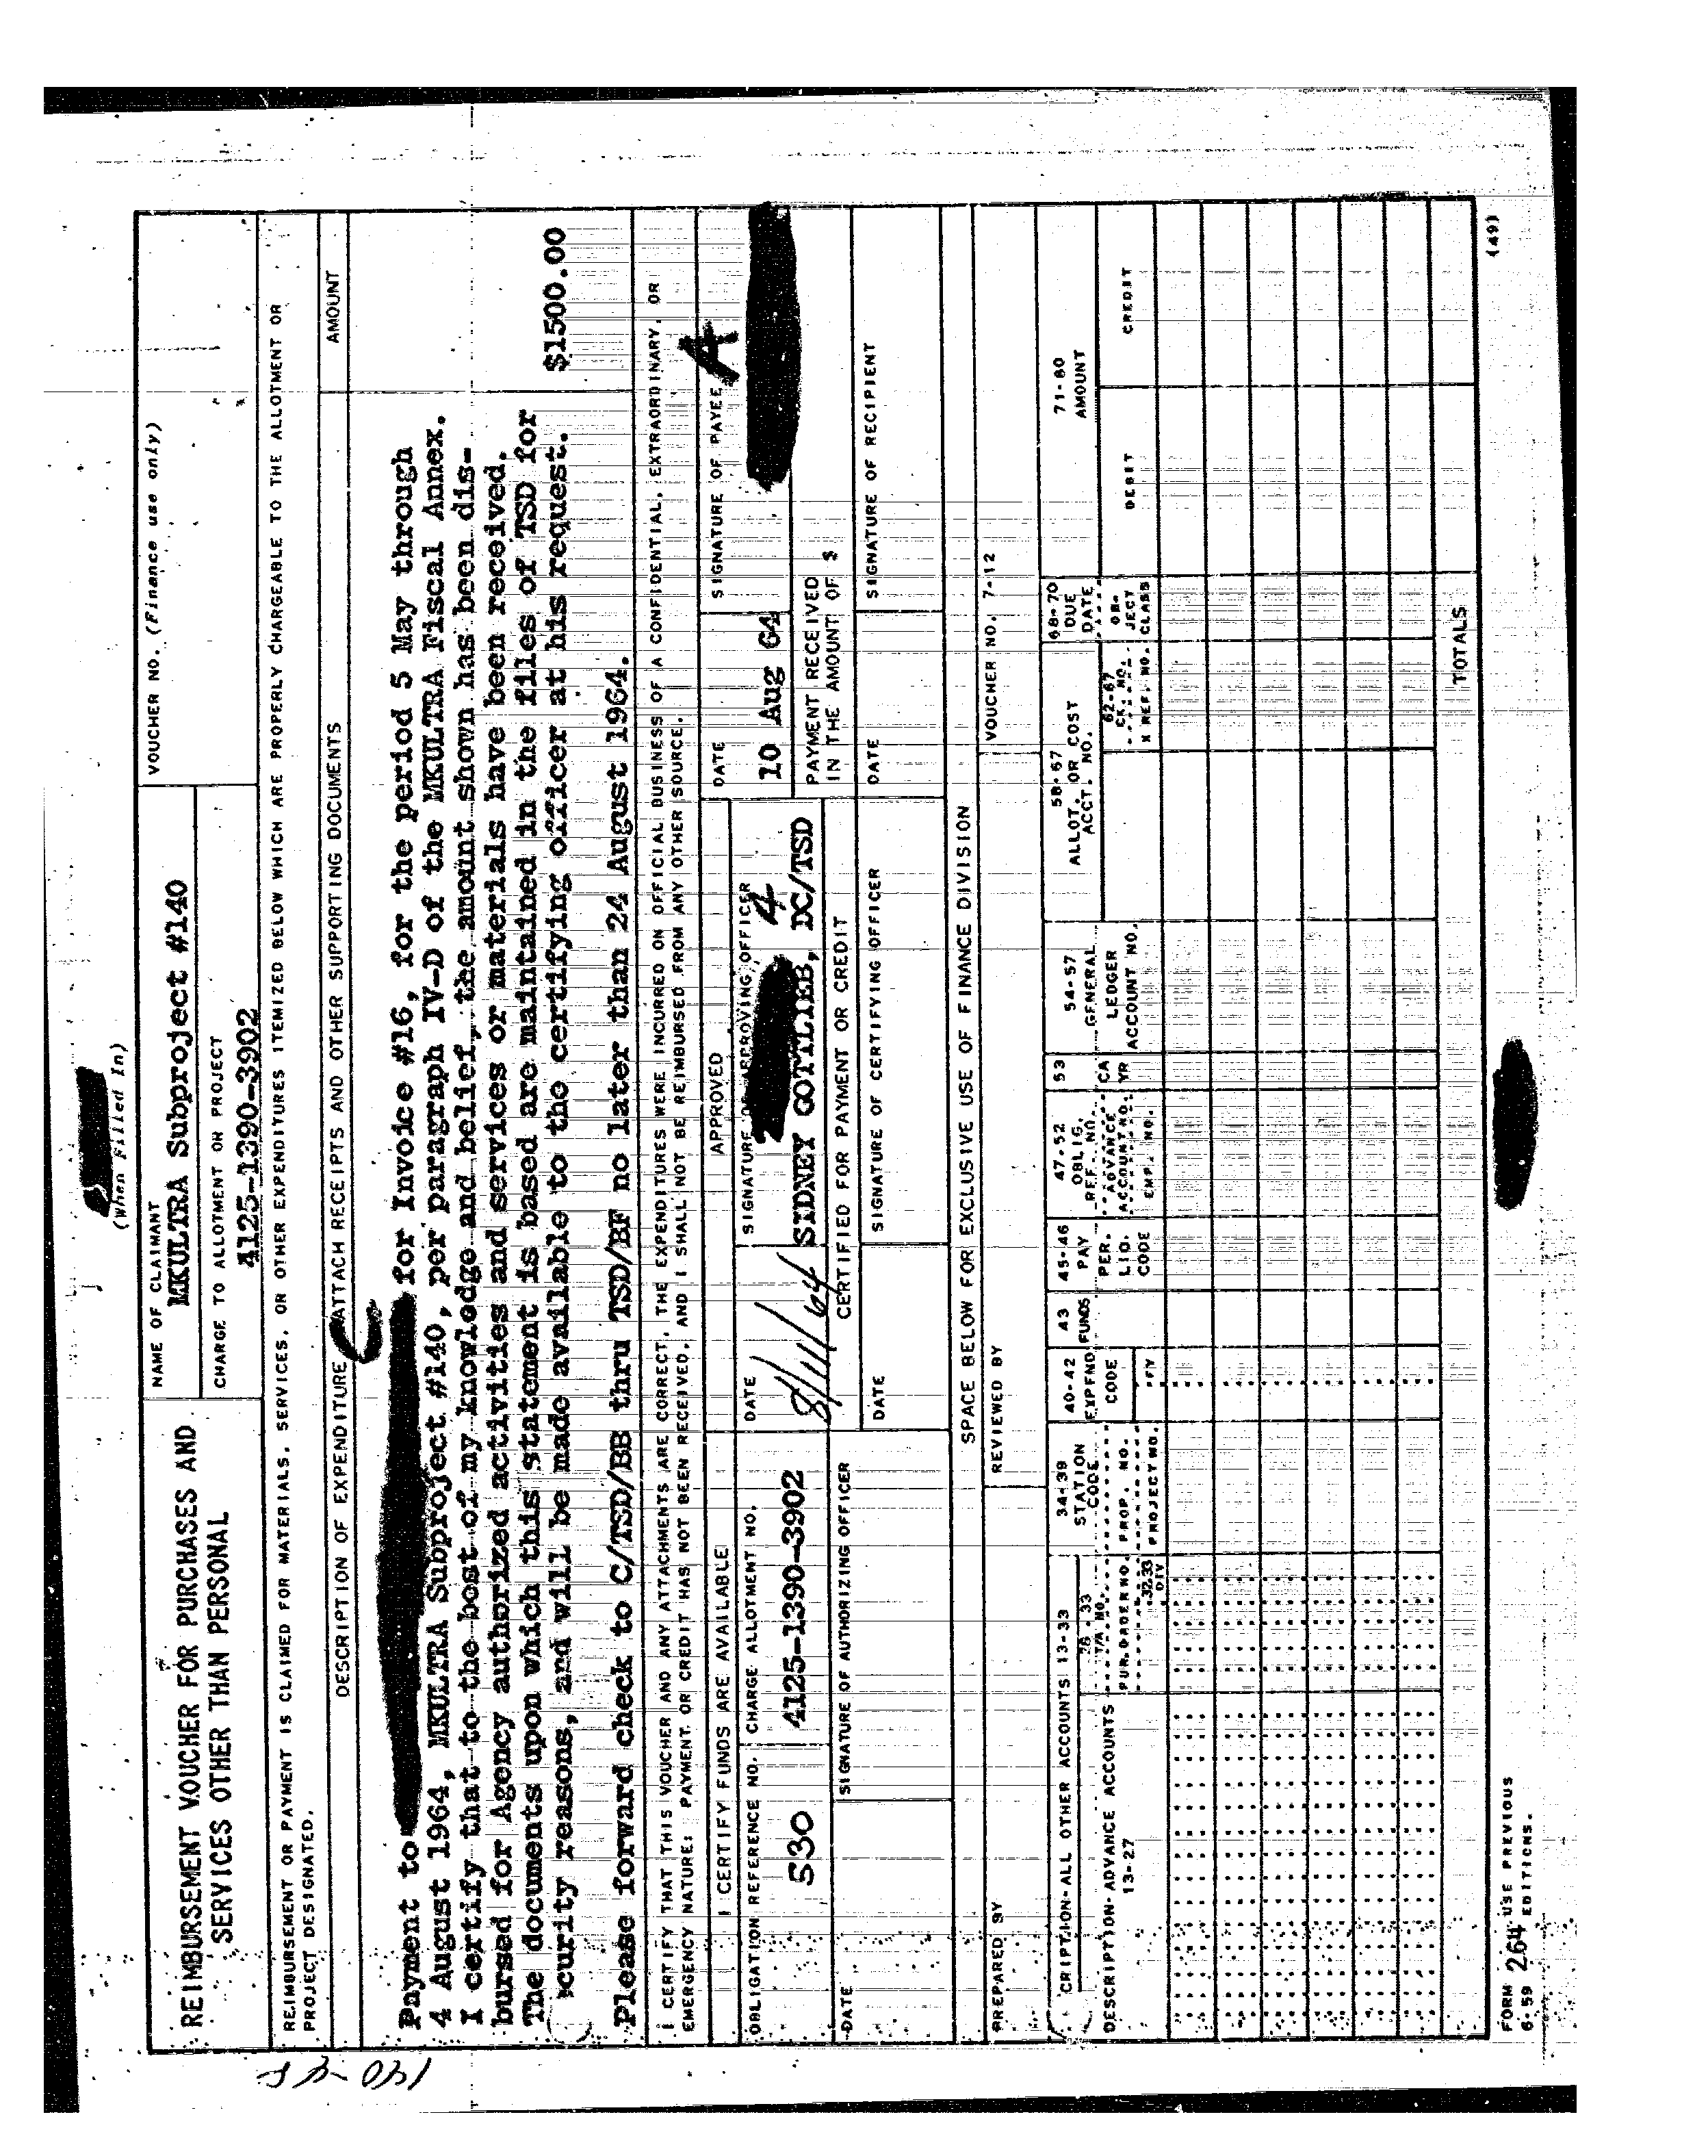 (When Filled In)
REIMBURSEMENT VOUCHER FOR PURCHASES AND
SERVICES OTHER THAN PERSONAL
NAME OF CLAIMANT
MKULTRA Subproject #140
CHARGE TO ALLOTMENT OR PROJECT
4125-1390-3902
VOUCHER NO. (Finance use only)
REIMBURSEMENT OR PAYMENT IS CLAIMED FOR MATERIALS, SERVICES, OR OTHER EXPENDITURES ITEMIZED BELOW WHICH ARE PROPERLY CHARGEABLE TO THE ALLOTMENT OR
PROJECT DESIGNATED.
DESCRIPTION OF EXPENDITURE (ATTACH RECEIPTS AND OTHER SUPPORTING DOCUMENTS
AMOUNT
Payment to for Invoice #16, for the period 5 May through
4 August 1964, MKULTRA Subproject #140, per paragraph IV-D of the MKULTRA Fiscal Annex.
I certify that to the best of my knowledge and belief, the amount shown has been dis-
bursed for Agency authorized activities and services or materials have been received.
The documents upon which this statement is based are maintained in the files of TSD for
ecurity reasons, and will be made available to the certifying officer at his request.
$1500.00
Please forward check to C/TSD/BB thru TSD/BF no later than 24 August 1964.
I CERTIFY THAT THIS VOUCHER AND ANY ATTACHMENTS ARE CORRECT, THE EXPENDITURES WERE INCURRED ON OFFICIAL BUSINESS OF A CONFIDENTIAL, EXTRAORDINARY, OR
EMERGENCY NATURE: PAYMENT OR CREDIT HAS NOT BEEN RECEIVED, AND I SHALL NOT BE REIMBURSED FROM ANY OTHER SOURCE.
I CERTIFY FUNDS ARE AVAILABLE
APPROVED
DATE
10 Aug 64
SIGNATURE OF PAYEE
A
OBLIGATION REFERENCE NO.
530
CHARGE ALLOTMENT NO.
4125-1390-3902
DATE
8/11/64
SIGNATURE OF APPROVING OFFICER
4
SIDNEY GOTTLIEB, DC/TSD
PAYMENT RECEIVED
IN THE AMOUNT OF $
DATE
SIGNATURE OF AUTHORIZING OFFICER
CERTIFIED FOR PAYMENT OR CREDIT
DATE
SIGNATURE OF CERTIFYING OFFICER
DATE
SIGNATURE OF RECIPIENT
SPACE BELOW FOR EXCLUSIVE USE OF FINANCE DIVISION
PREPARED BY
REVIEWED BY
VOUCHER NO. 7-12
CRIPTION-ALL OTHER ACCOUNTS 13-33
DESCRIPTION-ADVANCE ACCOUNTS
13-27
28-33
T/A NO.
PUR.ORDER NO.
32-33
DIV
34-39
STATION
CODE
PROP. NO.
PROJECT NO.
40-42
EXPEND
CODE
FY
43
FUNDS
45-46
PAY
PER.
LIQ.
CODE
47-52
OBLIG.
REF. NO.
ADVANCE
ACCOUNT NO.
EMP. NO.
53
CA
YR
54-57
GENERAL
LEDGER
ACCOUNT NO.
58-67
ALLOT. OR COST
ACCT. NO.
62-67
CK. NO.
X REF. NO.
68-70
DUE
DATE
OB-
JECT
CLASS
71-80
AMOUNT
DEBIT
CREDIT
TOTALS
FORM 264 USE PREVIOUS
6-59 EDITIONS.
(49)
140-48